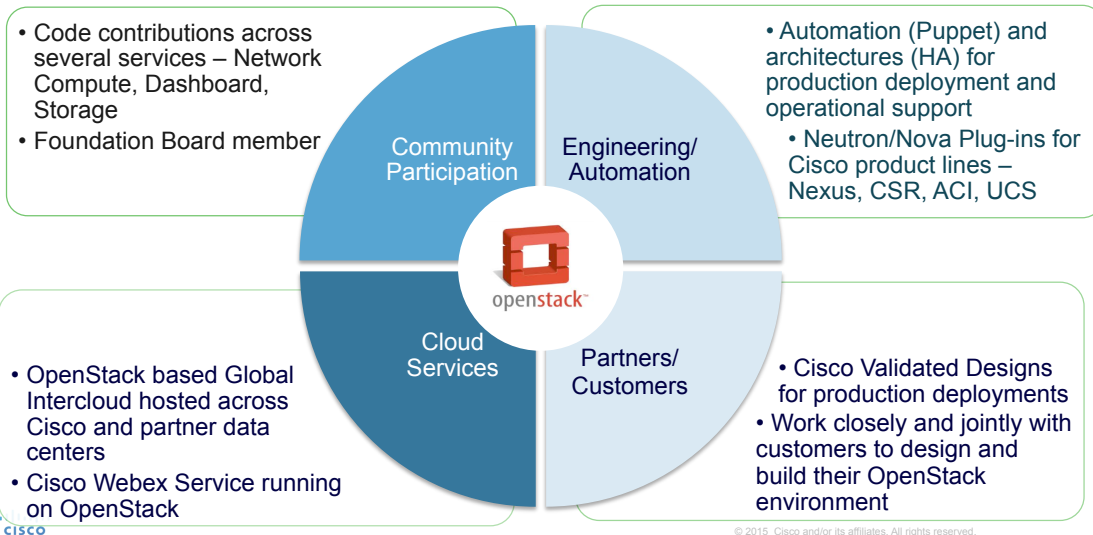 • Code contributions across
several services – Network
Compute, Dashboard,
Storage
• Foundation Board member
• Automation (Puppet) and
architectures (HA) for
production deployment and
operational support
• Neutron/Nova Plug-ins for
Cisco product lines –
Nexus, CSR, ACI, UCS
Community
Participation
Engineering/
Automation
openstack™
Cloud
Services
Partners/
Customers
• OpenStack based Global
Intercloud hosted across
Cisco and partner data
centers
• Cisco Webex Service running
on OpenStack
• Cisco Validated Designs
for production deployments
• Work closely and jointly with
customers to design and
build their OpenStack
environment
CISCO
© 2015 Cisco and/or its affiliates. All rights reserved.